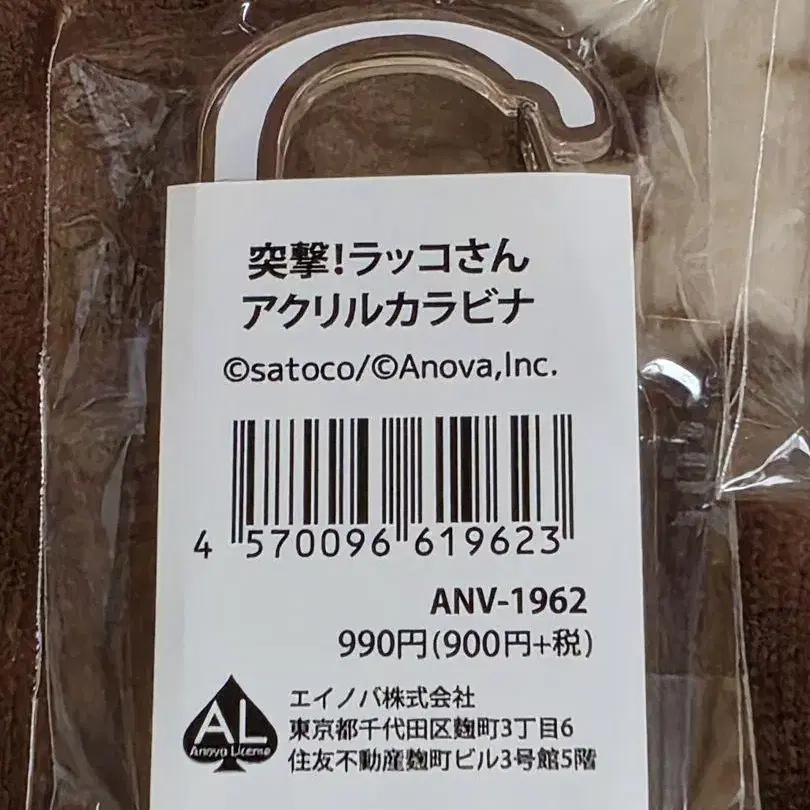 突撃!ラッコさん
アクリルカラビナ
©satoco/©Anova,Inc.
4 570096 619623
ANV-1962
990円(900円+税)
AL
Anova License
エイノバ株式会社
東京都千代田区麹町3丁目6
住友不動産麹町ビル3号館5階